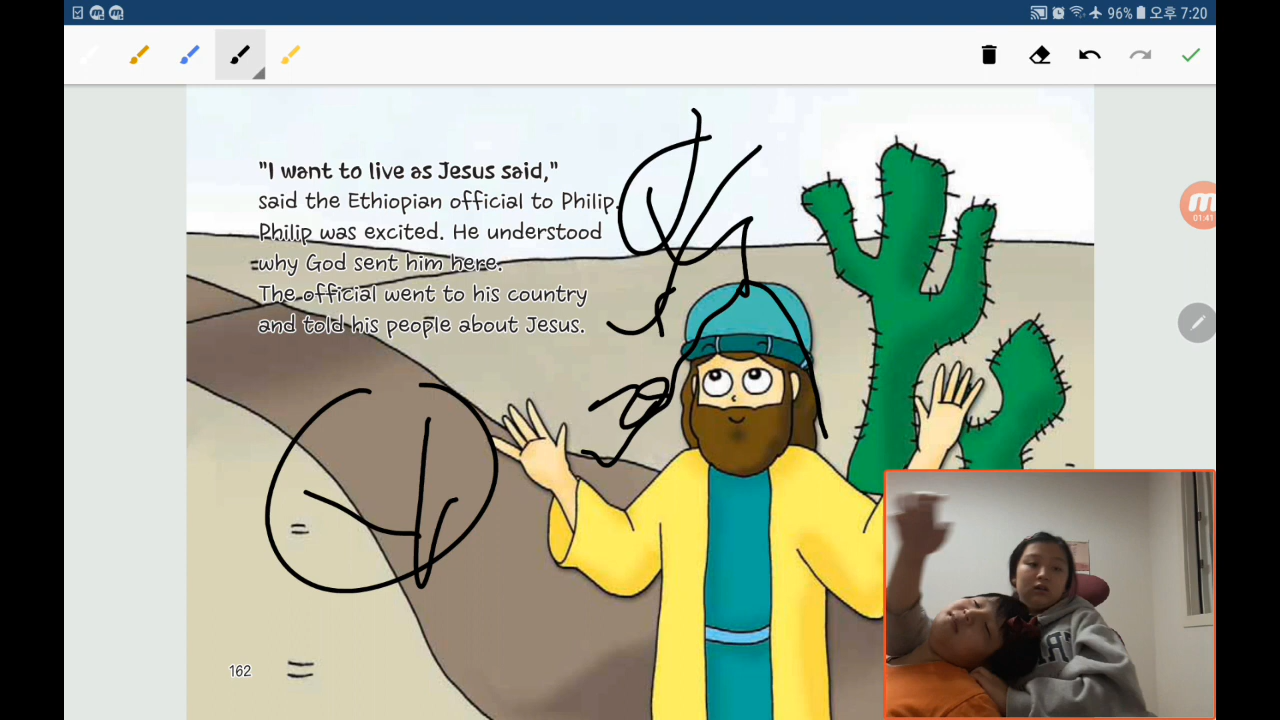 96% 오후 7:20
"I want to live as Jesus said,"
said the Ethiopian official to Philip.
Philip was excited. He understood
why God sent him here.
The official went to his country
and told his people about Jesus.
01:41
162